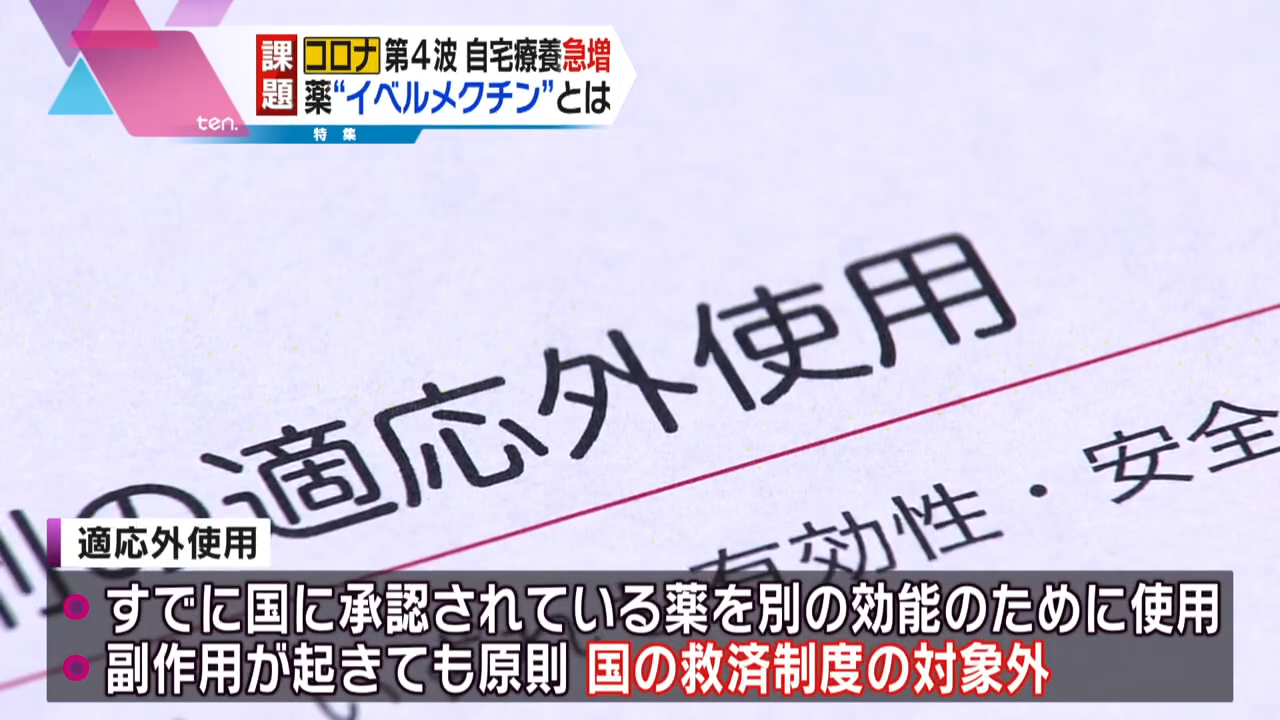 課題
コロナ 第4波 自宅療養急増
薬“イベルメクチン”とは
ten.
特集
の適応外使用
有効性・安全
適応外使用
すでに国に承認されている薬を別の効能のために使用
副作用が起きても原則 国の救済制度の対象外